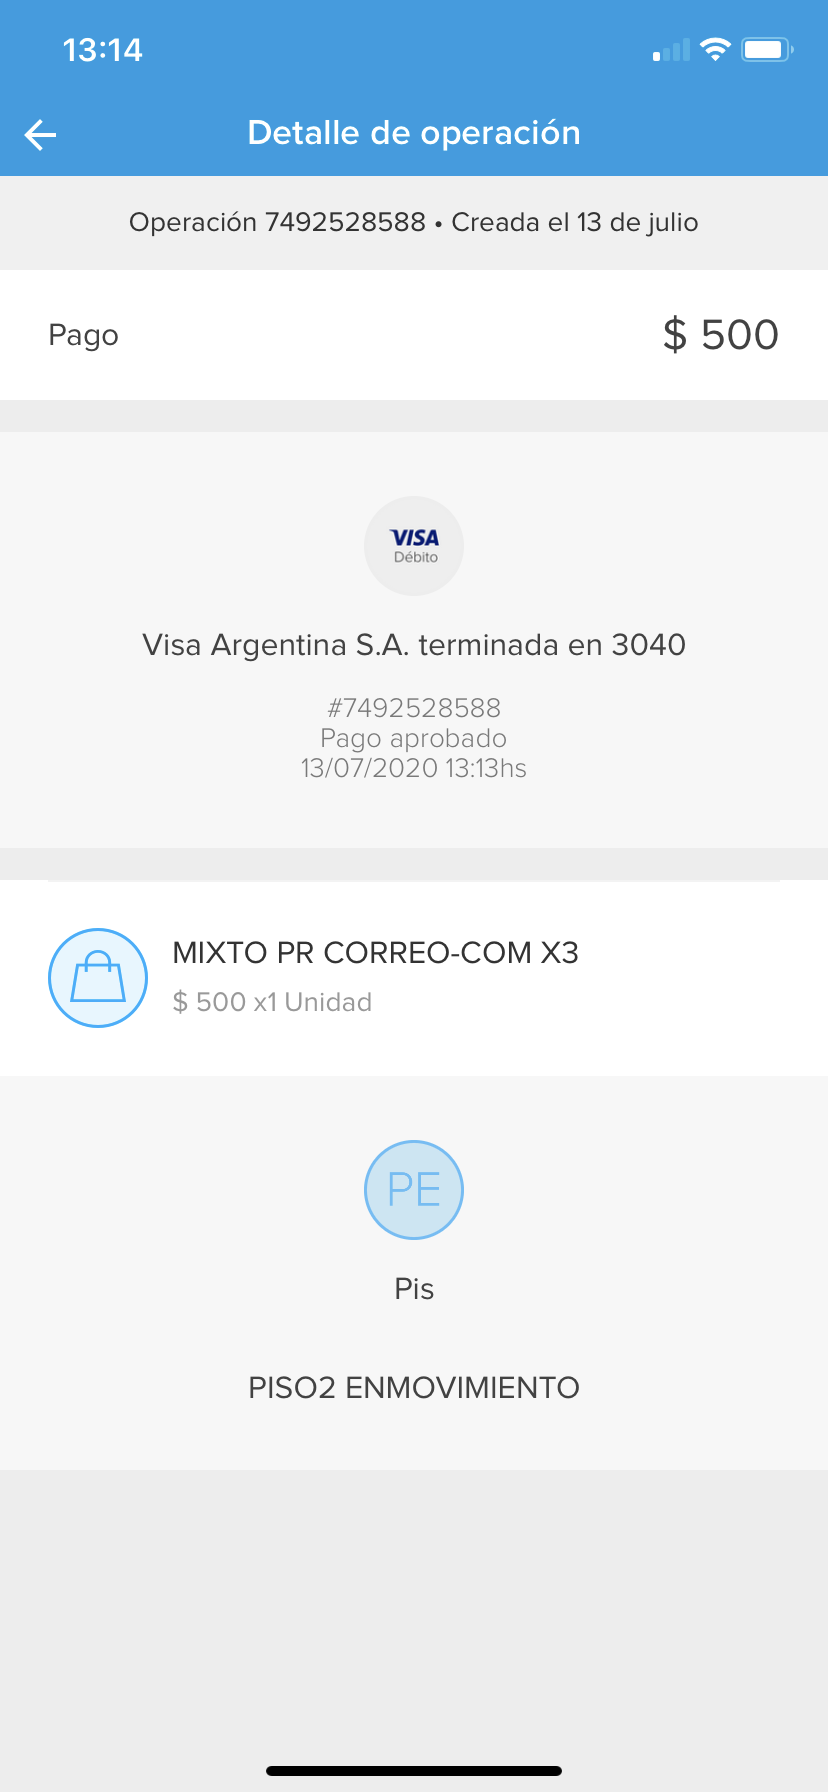 13:14
Detalle de operación
Operación 7492528588 • Creada el 13 de julio
Pago
$ 500
VISA
Débito
Visa Argentina S.A. terminada en 3040
#7492528588
Pago aprobado
13/07/2020 13:13hs
MIXTO PR CORREO-COM X3
$ 500 x1 Unidad
PE
Pis
PISO2 ENMOVIMIENTO